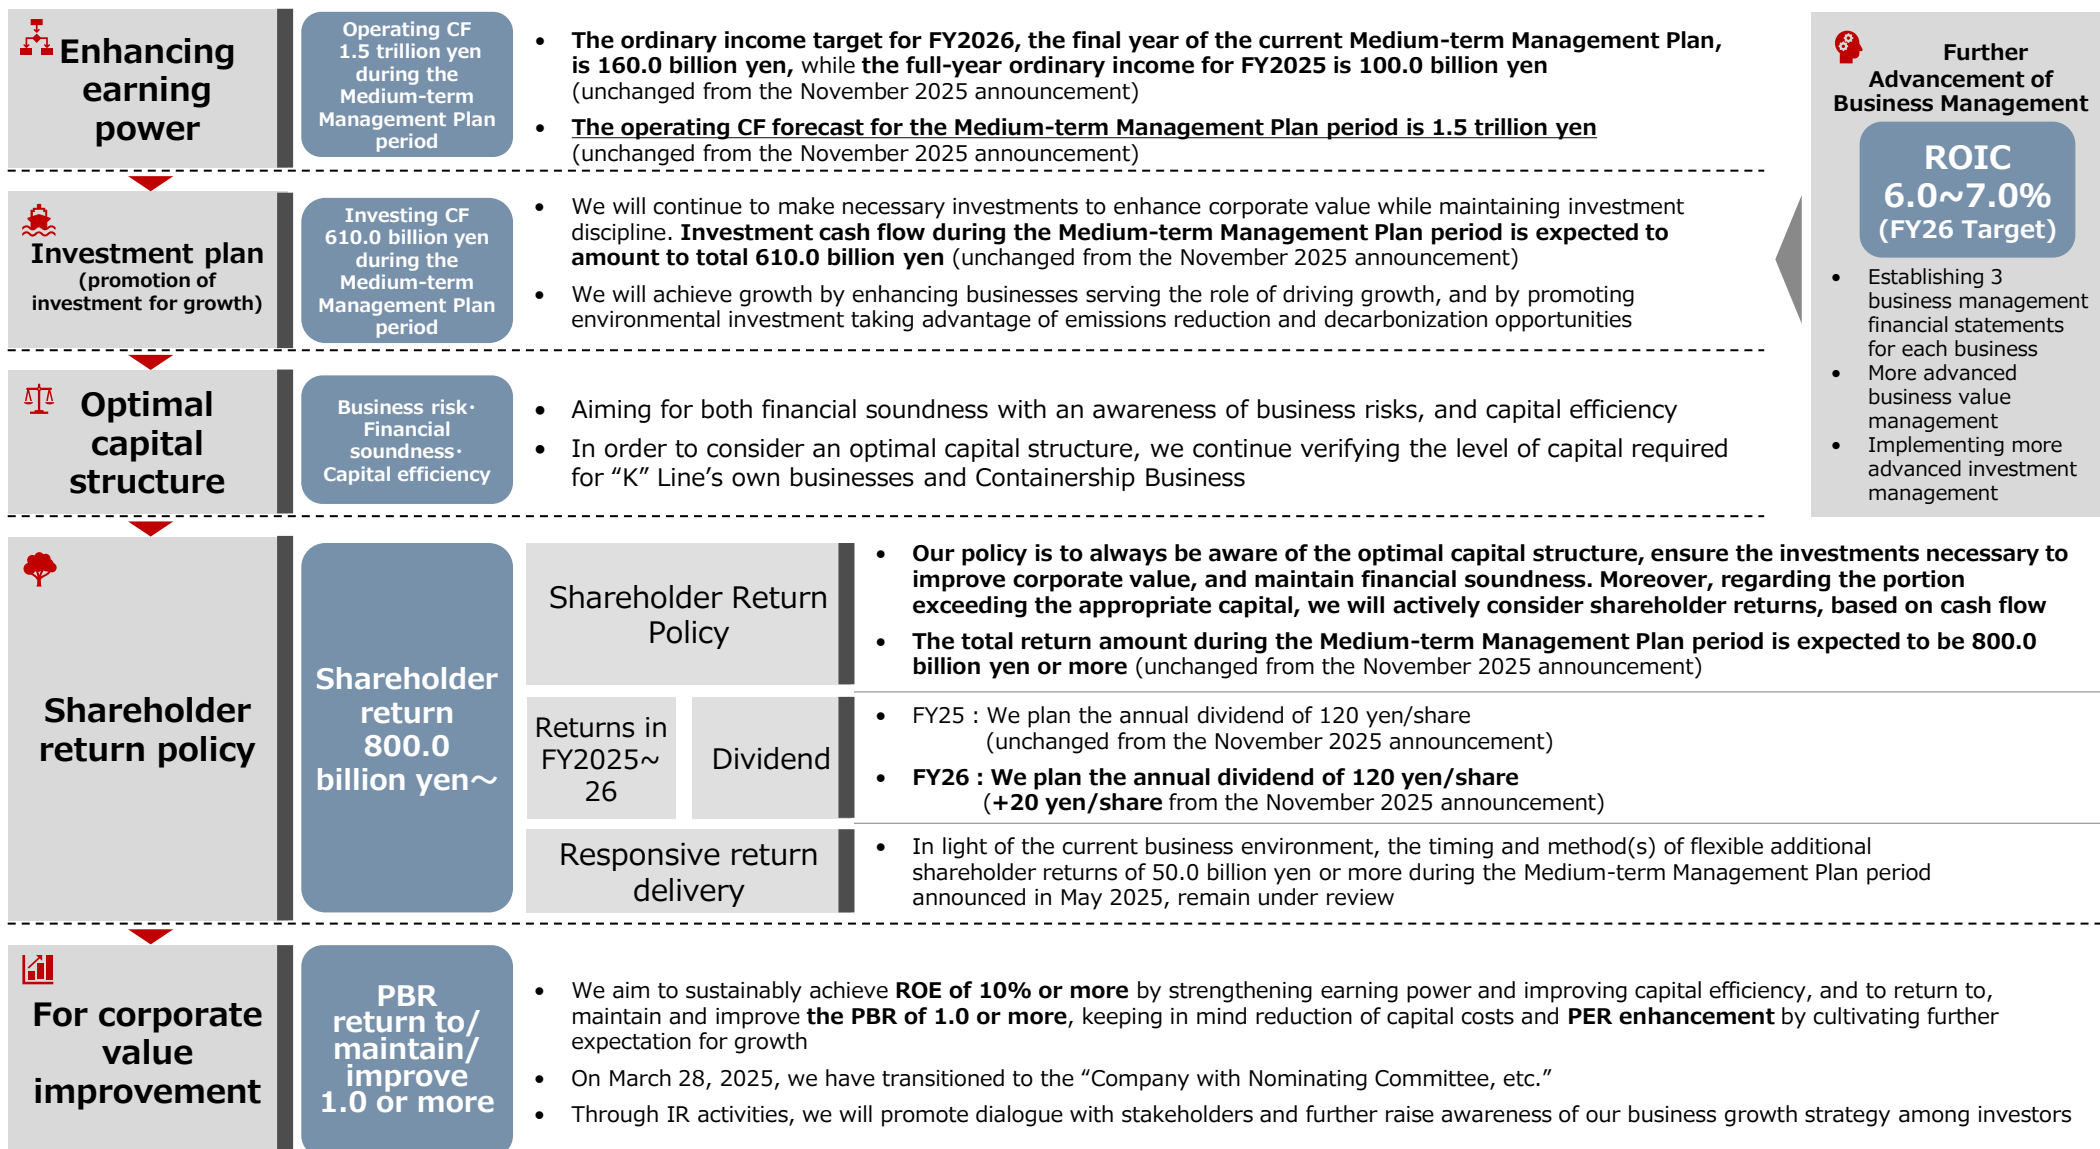 Enhancing
earning
power
Operating CF
1.5 trillion yen
during the
Medium-term
Management Plan
period
• The ordinary income target for FY2026, the final year of the current Medium-term Management Plan,
is 160.0 billion yen, while the full-year ordinary income for FY2025 is 100.0 billion yen
(unchanged from the November 2025 announcement)
• The operating CF forecast for the Medium-term Management Plan period is 1.5 trillion yen
(unchanged from the November 2025 announcement)
Investment plan
(promotion of
investment for growth)
Investing CF
610.0 billion yen
during the
Medium-term
Management Plan
period
• We will continue to make necessary investments to enhance corporate value while maintaining investment
discipline. Investment cash flow during the Medium-term Management Plan period is expected to
amount to total 610.0 billion yen (unchanged from the November 2025 announcement)
• We will achieve growth by enhancing businesses serving the role of driving growth, and by promoting
environmental investment taking advantage of emissions reduction and decarbonization opportunities
Optimal
capital
structure
Business risk･
Financial
soundness･
Capital efficiency
• Aiming for both financial soundness with an awareness of business risks, and capital efficiency
• In order to consider an optimal capital structure, we continue verifying the level of capital required
for “K” Line’s own businesses and Containership Business
Further
Advancement of
Business Management
ROIC
6.0~7.0%
(FY26 Target)
• Establishing 3
business management
financial statements
for each business
• More advanced
business value
management
• Implementing more
advanced investment
management
Shareholder
return policy
Shareholder
return
800.0
billion yen～
Shareholder Return
Policy
• Our policy is to always be aware of the optimal capital structure, ensure the investments necessary to
improve corporate value, and maintain financial soundness. Moreover, regarding the portion
exceeding the appropriate capital, we will actively consider shareholder returns, based on cash flow
• The total return amount during the Medium-term Management Plan period is expected to be 800.0
billion yen or more (unchanged from the November 2025 announcement)
Returns in
FY2025~
26
Dividend
• FY25 : We plan the annual dividend of 120 yen/share
(unchanged from the November 2025 announcement)
• FY26 : We plan the annual dividend of 120 yen/share
(+20 yen/share from the November 2025 announcement)
Responsive return
delivery
• In light of the current business environment, the timing and method(s) of flexible additional
shareholder returns of 50.0 billion yen or more during the Medium-term Management Plan period
announced in May 2025, remain under review
For corporate
value
improvement
PBR
return to/
maintain/
improve
1.0 or more
• We aim to sustainably achieve ROE of 10% or more by strengthening earning power and improving capital efficiency, and to return to,
maintain and improve the PBR of 1.0 or more, keeping in mind reduction of capital costs and PER enhancement by cultivating further
expectation for growth
• On March 28, 2025, we have transitioned to the “Company with Nominating Committee, etc.”
• Through IR activities, we will promote dialogue with stakeholders and further raise awareness of our business growth strategy among investors